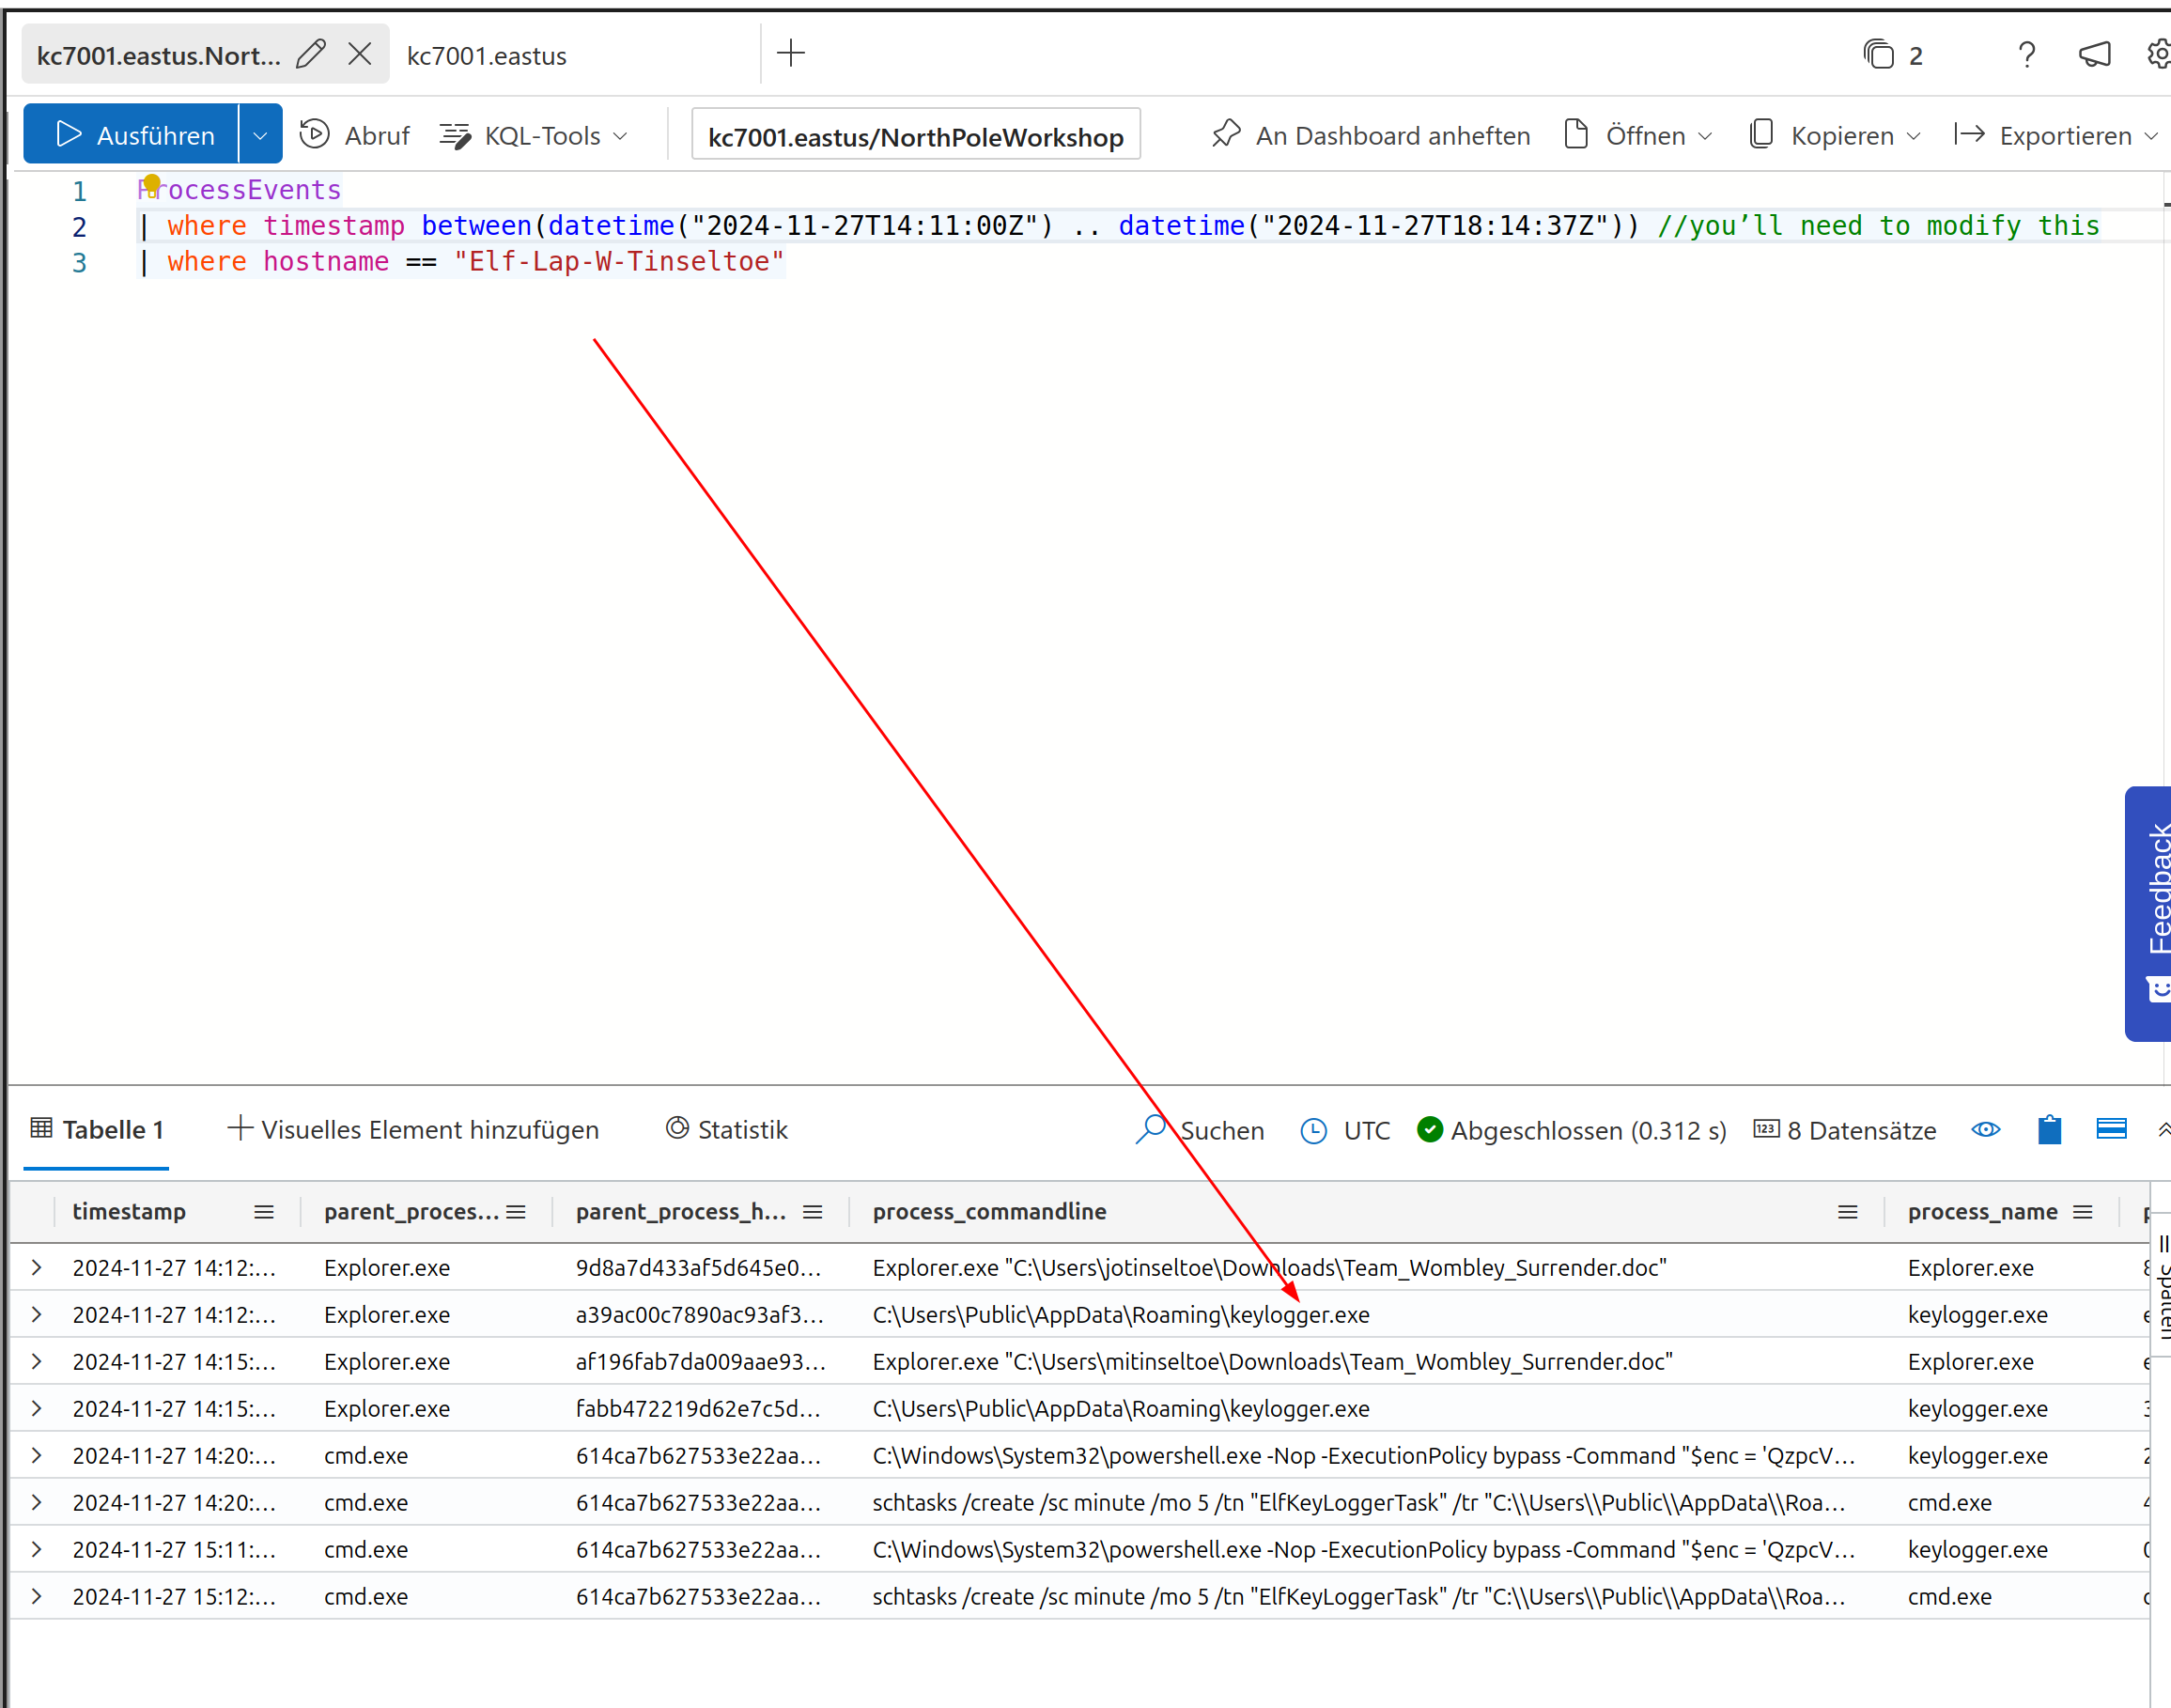 kc7001.eastus.Nort...
kc7001.eastus
2
?
Ausführen
Abruf
KQL-Tools
kc7001.eastus/NorthPoleWorkshop
An Dashboard anheften
Öffnen
Kopieren
Exportieren
1 ProcessEvents
2 | where timestamp between(datetime("2024-11-27T14:11:00Z") .. datetime("2024-11-27T18:14:37Z")) //you’ll need to modify this
3 | where hostname == "Elf-Lap-W-Tinseltoe"
Feedback
Tabelle 1
Visuelles Element hinzufügen
Statistik
Suchen
UTC
Abgeschlossen (0.312 s)
123 8 Datensätze
timestamp parent_proces... parent_process_h... process_commandline process_name
2024-11-27 14:12:... Explorer.exe 9d8a7d433af5d645e0... Explorer.exe "C:\Users\jotinseltoe\Downloads\Team_Wombley_Surrender.doc" Explorer.exe
2024-11-27 14:12:... Explorer.exe a39ac00c7890ac93af3... C:\Users\Public\AppData\Roaming\keylogger.exe keylogger.exe
2024-11-27 14:15:... Explorer.exe af196fab7da009aae93... Explorer.exe "C:\Users\mitinseltoe\Downloads\Team_Wombley_Surrender.doc" Explorer.exe
2024-11-27 14:15:... Explorer.exe fabb472219d62e7c5d... C:\Users\Public\AppData\Roaming\keylogger.exe keylogger.exe
2024-11-27 14:20:... cmd.exe 614ca7b627533e22aa... C:\Windows\System32\powershell.exe -Nop -ExecutionPolicy bypass -Command "$enc = 'QzpcV... keylogger.exe
2024-11-27 14:20:... cmd.exe 614ca7b627533e22aa... schtasks /create /sc minute /mo 5 /tn "ElfKeyLoggerTask" /tr "C:\\Users\\Public\\AppData\\Roa... cmd.exe
2024-11-27 15:11:... cmd.exe 614ca7b627533e22aa... C:\Windows\System32\powershell.exe -Nop -ExecutionPolicy bypass -Command "$enc = 'QzpcV... keylogger.exe
2024-11-27 15:12:... cmd.exe 614ca7b627533e22aa... schtasks /create /sc minute /mo 5 /tn "ElfKeyLoggerTask" /tr "C:\\Users\\Public\\AppData\\Roa... cmd.exe
Spalten